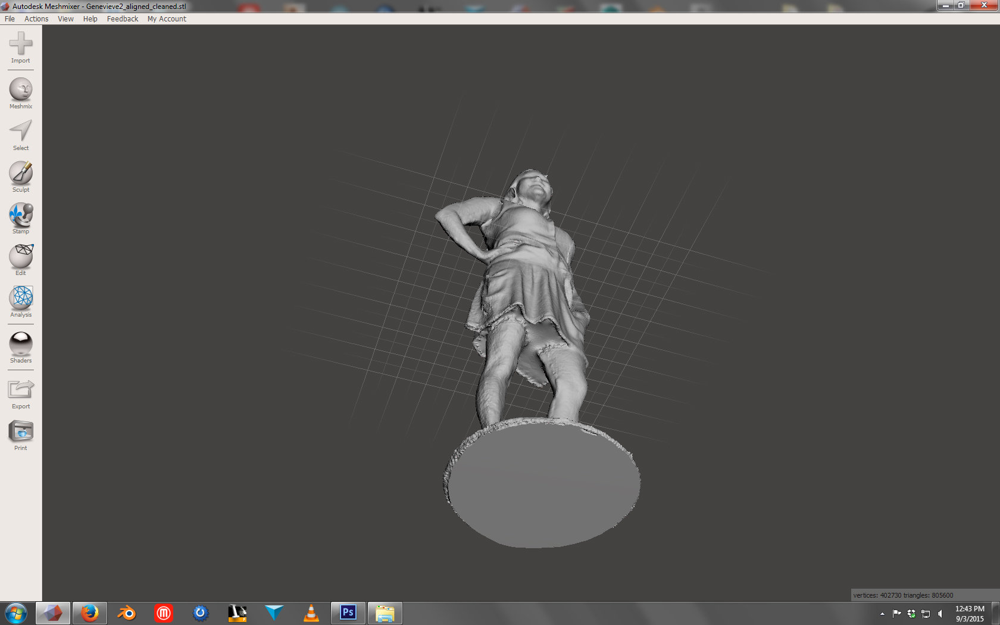 Autodesk Meshmixer - Genevieve2_aligned_cleaned.stl
File Actions View Help Feedback My Account
Import
Meshmix
Select
Sculpt
Stamp
Edit
Analysis
Shaders
Export
Print
vertices: 402730 triangles: 805600
Ps
12:43 PM
9/3/2015